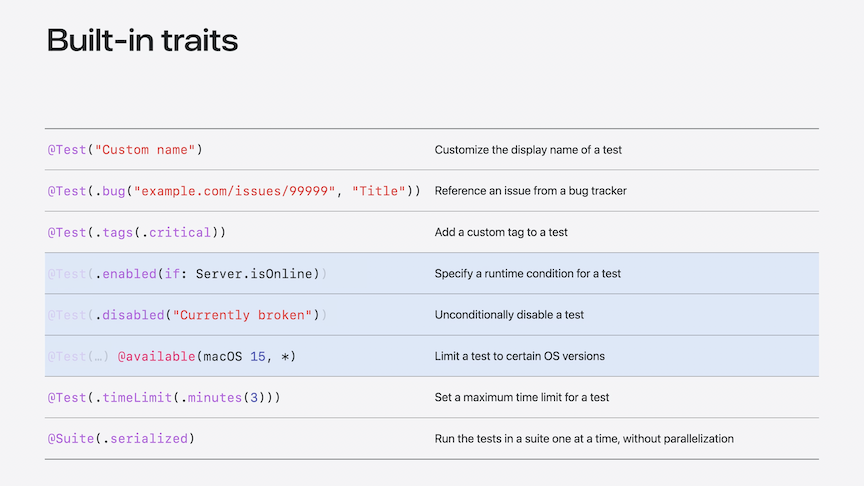 Built-in traits
@Test("Custom name") Customize the display name of a test
@Test(.bug("example.com/issues/99999", "Title")) Reference an issue from a bug tracker
@Test(.tags(.critical)) Add a custom tag to a test
@Test(.enabled(if: Server.isOnline)) Specify a runtime condition for a test
@Test(.disabled("Currently broken")) Unconditionally disable a test
@Test(…) @available(macOS 15, *) Limit a test to certain OS versions
@Test(.timeLimit(.minutes(3))) Set a maximum time limit for a test
@Suite(.serialized) Run the tests in a suite one at a time, without parallelization